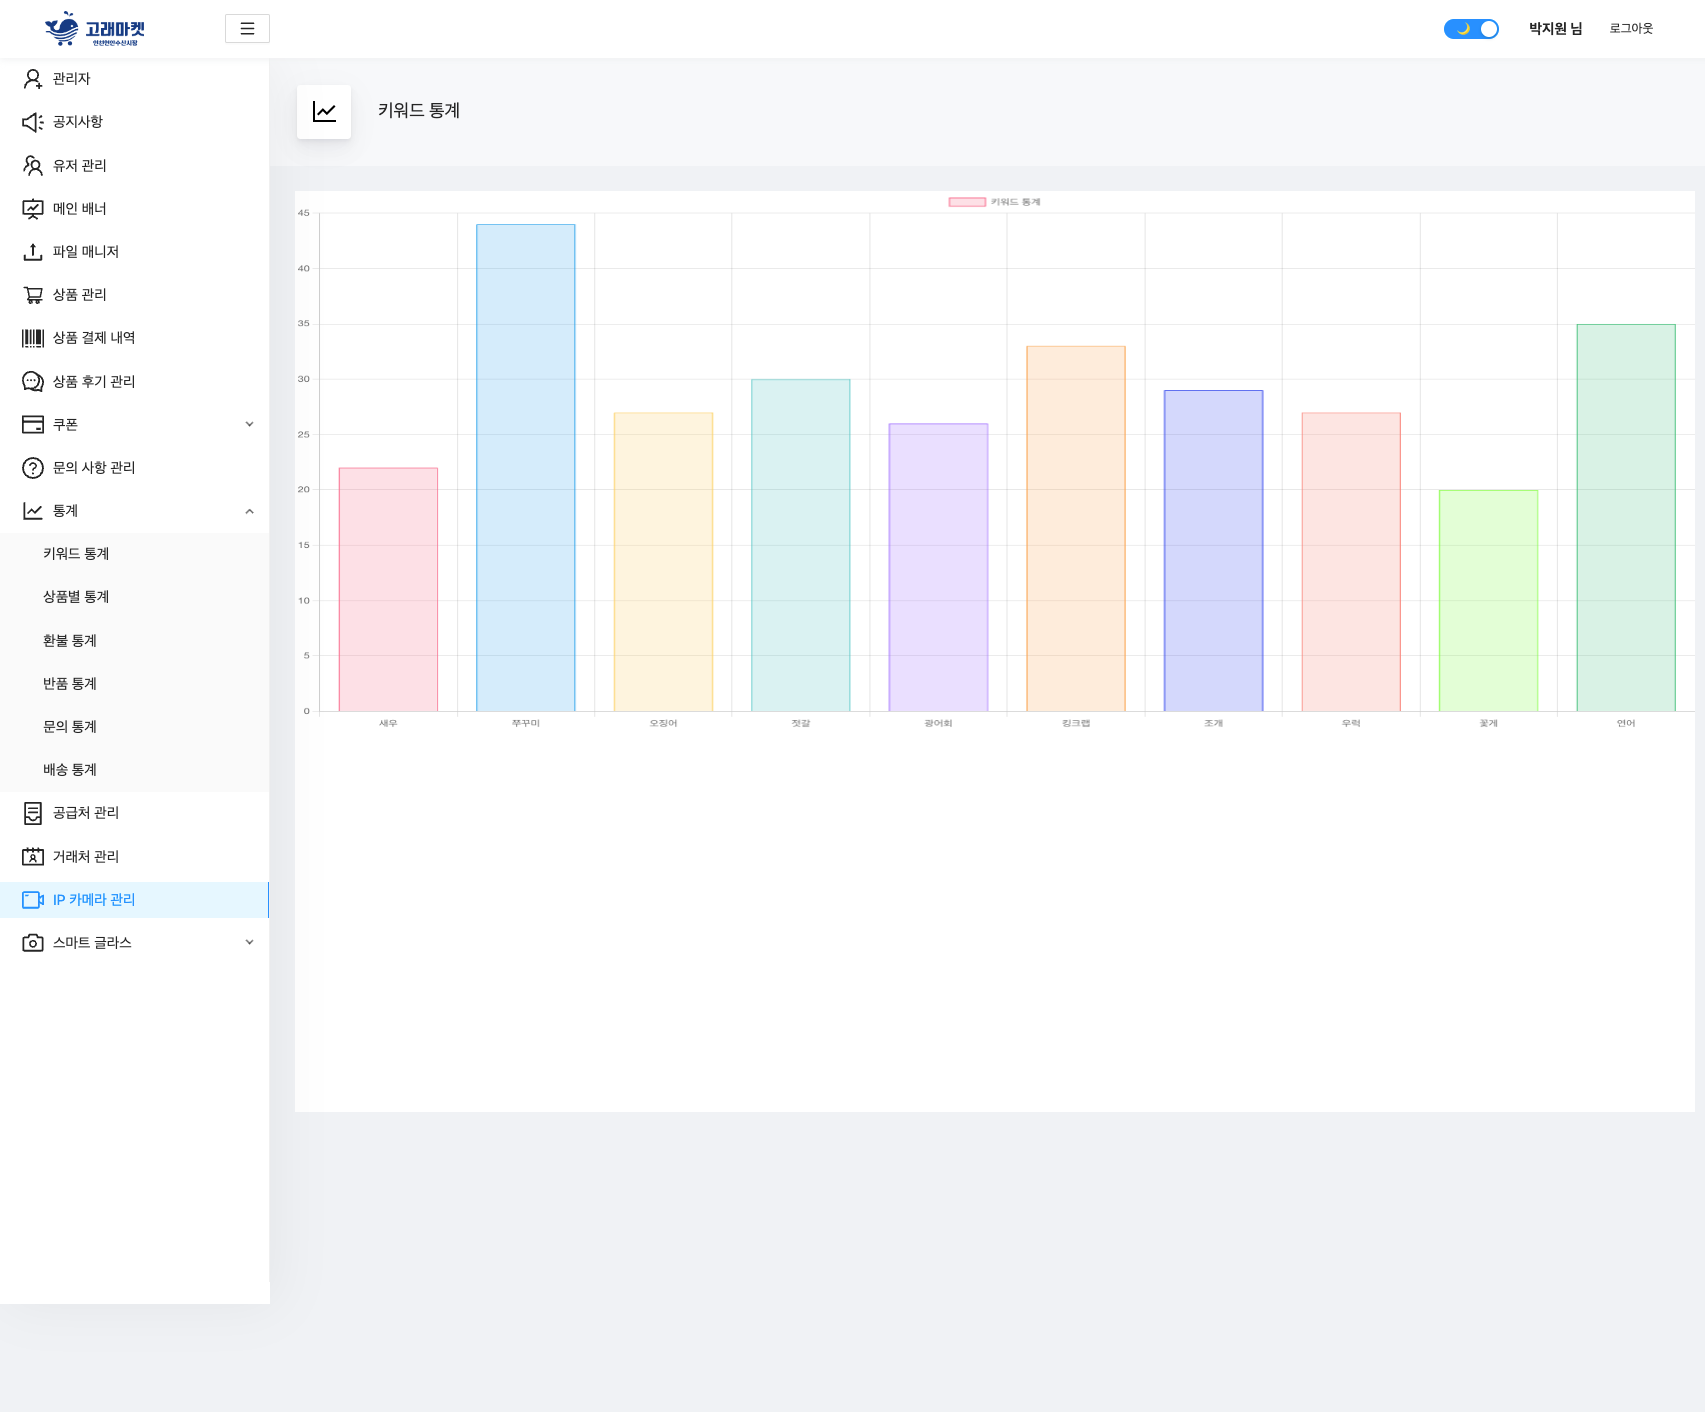 고래마켓
인천연안수산시장
박지원 님
로그아웃
관리자
공지사항
유저 관리
메인 배너
파일 매니저
상품 관리
상품 결제 내역
상품 후기 관리
쿠폰
문의 사항 관리
통계
키워드 통계
상품별 통계
환불 통계
반품 통계
문의 통계
배송 통계
공급처 관리
거래처 관리
IP 카메라 관리
스마트 글라스
키워드 통계
키워드 통계
45
40
35
30
25
20
15
10
5
0
새우 쭈꾸미 오징어 젓갈 광어회 킹크랩 조개 우럭 꽃게 연어